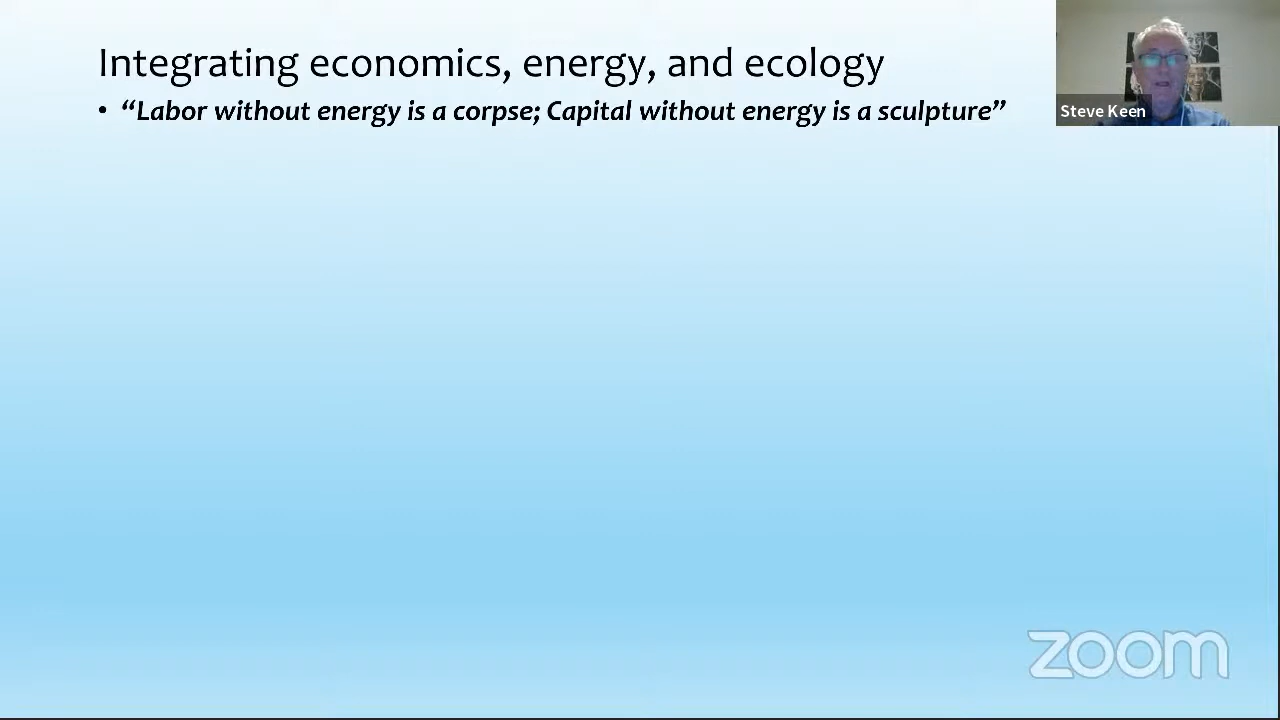 Integrating economics, energy, and ecology
• “Labor without energy is a corpse; Capital without energy is a sculpture”
Steve Keen
zoom